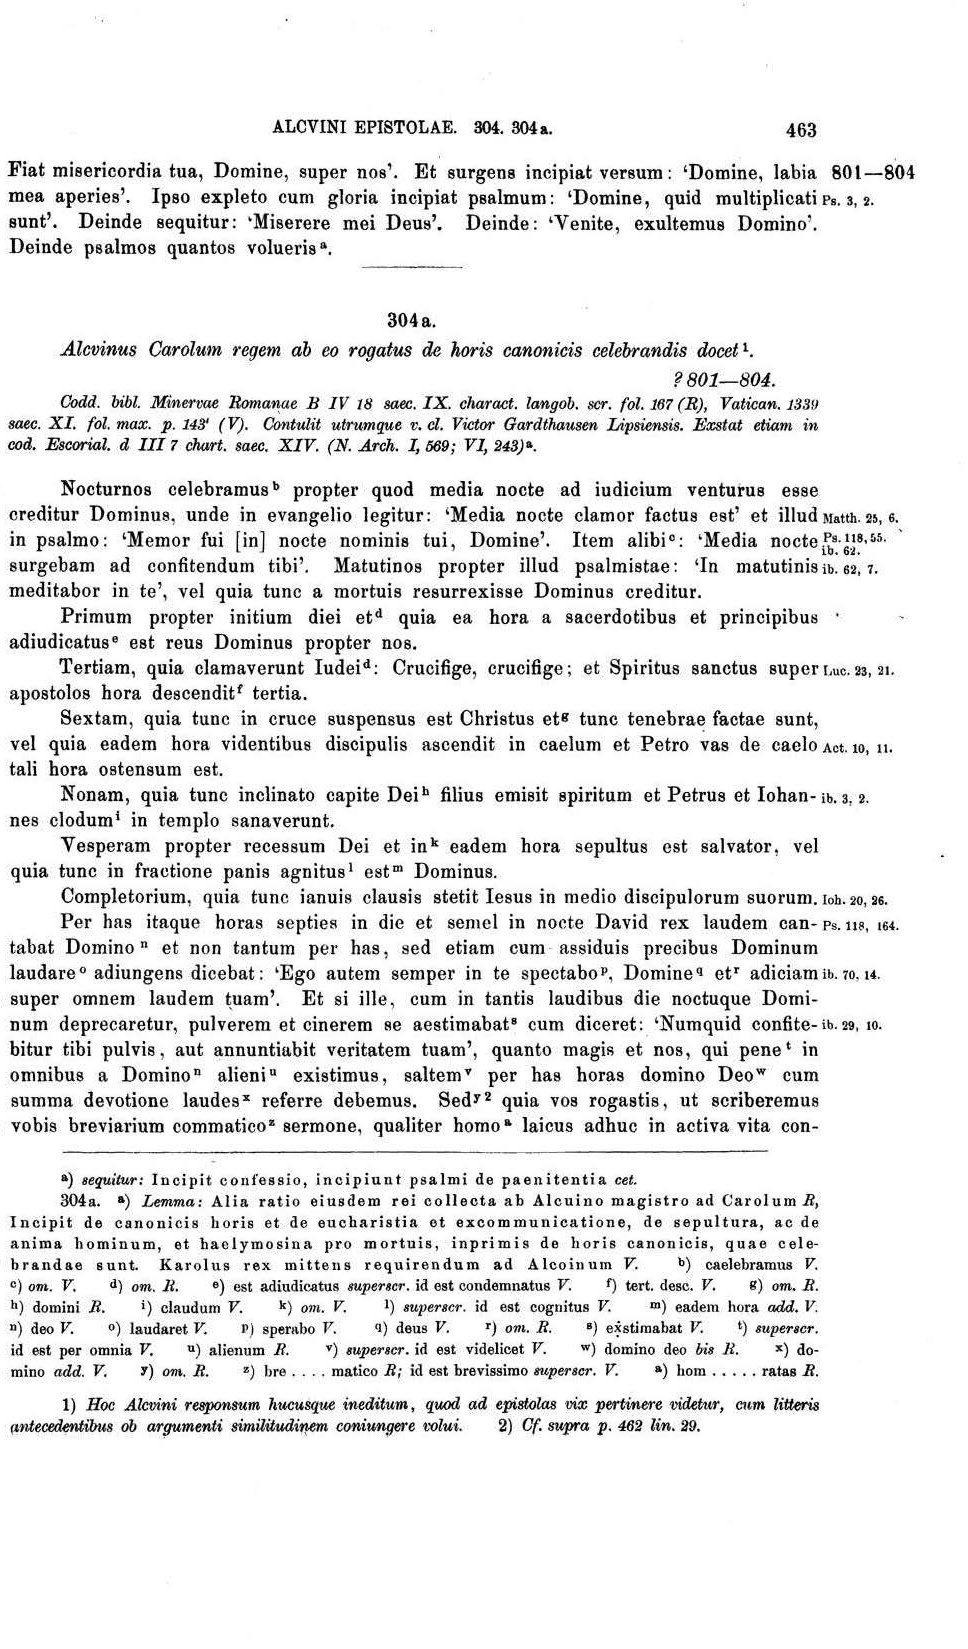 ALCVINI EPISTOLAE. 304. 304a. 463
Fiat misericordia tua, Domine, super nos’. Et surgens incipiat versum: ‘Domine, labia 801—804
mea aperies’. Ipso expleto cum gloria incipiat psalmum: ‘Domine, quid multiplicati Ps. 3, 2.
sunt’. Deinde sequitur: ‘Miserere mei Deus’. Deinde: ‘Venite, exultemus Domino’.
Deinde psalmos quantos volueris a.
304a.
Alcvinus Carolum regem ab eo rogatus de horis canonicis celebrandis docet 1.
? 801—804.
Codd. bibl. Minervae Romanae B IV 18 saec. IX. charact. langob. scr. fol. 167 (R), Vatican. 1339
saec. XI. fol. max. p. 143' (V). Contulit utrumque v. cl. Victor Gardthausen Lipsiensis. Exstat etiam in
cod. Escorial. d III 7 chart. saec. XIV. (N. Arch. I, 569; VI, 243) a.
Nocturnos celebramus b propter quod media nocte ad iudicium venturus esse
creditur Dominus, unde in evangelio legitur: ‘Media nocte clamor factus est’ et illud Matth. 25, 6.
in psalmo: ‘Memor fui [in] nocte nominis tui, Domine’. Item alibi c: ‘Media nocte Ps. 118, 55. ib. 62.
surgebam ad confitendum tibi’. Matutinos propter illud psalmistae: ‘In matutinis ib. 62, 7.
meditabor in te’, vel quia tunc a mortuis resurrexisse Dominus creditur.
Primum propter initium diei et d quia ea hora a sacerdotibus et principibus
adiudicatus e est reus Dominus propter nos.
Tertiam, quia clamaverunt Iudei d: Crucifige, crucifige; et Spiritus sanctus super Luc. 23, 21.
apostolos hora descendit f tertia.
Sextam, quia tunc in cruce suspensus est Christus et g tunc tenebrae factae sunt,
vel quia eadem hora videntibus discipulis ascendit in caelum et Petro vas de caelo Act. 10, 11.
tali hora ostensum est.
Nonam, quia tunc inclinato capite Dei h filius emisit spiritum et Petrus et Iohan- ib. 3, 2.
nes clodum i in templo sanaverunt.
Vesperam propter recessum Dei et in k eadem hora sepultus est salvator, vel
quia tunc in fractione panis agnitus l est m Dominus.
Completorium, quia tunc ianuis clausis stetit Iesus in medio discipulorum suorum. Ioh. 20, 26.
Per has itaque horas septies in die et semel in nocte David rex laudem can- Ps. 118, 164.
tabat Domino n et non tantum per has, sed etiam cum assiduis precibus Dominum
laudare o adiungens dicebat: ‘Ego autem semper in te spectabo p, Domine q et r adiciam ib. 70, 14.
super omnem laudem tuam’. Et si ille, cum in tantis laudibus die noctuque Domi-
num deprecaretur, pulverem et cinerem se aestimabat s cum diceret: ‘Numquid confite- ib. 29, 10.
bitur tibi pulvis, aut annuntiabit veritatem tuam’, quanto magis et nos, qui pene t in
omnibus a Domino n alieni u existimus, saltem v per has horas domino Deo w cum
summa devotione laudes x referre debemus. Sed y 2 quia vos rogastis, ut scriberemus
vobis breviarium commatico z sermone, qualiter homo a laicus adhuc in activa vita con-
a) sequitur: Incipit confessio, incipiunt psalmi de paenitentia cet.
304a. a) Lemma: Alia ratio eiusdem rei collecta ab Alcuino magistro ad Carolum R,
Incipit de canonicis horis et de eucharistia et excommunicatione, de sepultura, ac de
anima hominum, et haelymosina pro mortuis, inprimis de horis canonicis, quae cele-
brandae sunt. Karolus rex mittens requirendum ad Alcoinum V. b) caelebramus V.
c) om. V. d) om. R. e) est adiudicatus superscr. id est condemnatus V. f) tert. desc. V. g) om. R.
h) domini R. i) claudum V. k) om. V. l) superscr. id est cognitus V. m) eadem hora add. V.
n) deo V. o) laudaret V. p) sperabo V. q) deus V. r) om. R. s) exstimabat V. t) superscr.
id est per omnia V. u) alienum R. v) superscr. id est videlicet V. w) domino deo bis R. x) do-
mino add. V. y) om. R. z) bre .... matico R; id est brevissimo superscr. V. a) hom ..... ratas R.
1) Hoc Alcvini responsum hucusque ineditum, quod ad epistolas vix pertinere videtur, cum litteris
antecedentibus ob argumenti similitudinem coniungere volui. 2) Cf. supra p. 462 lin. 29.